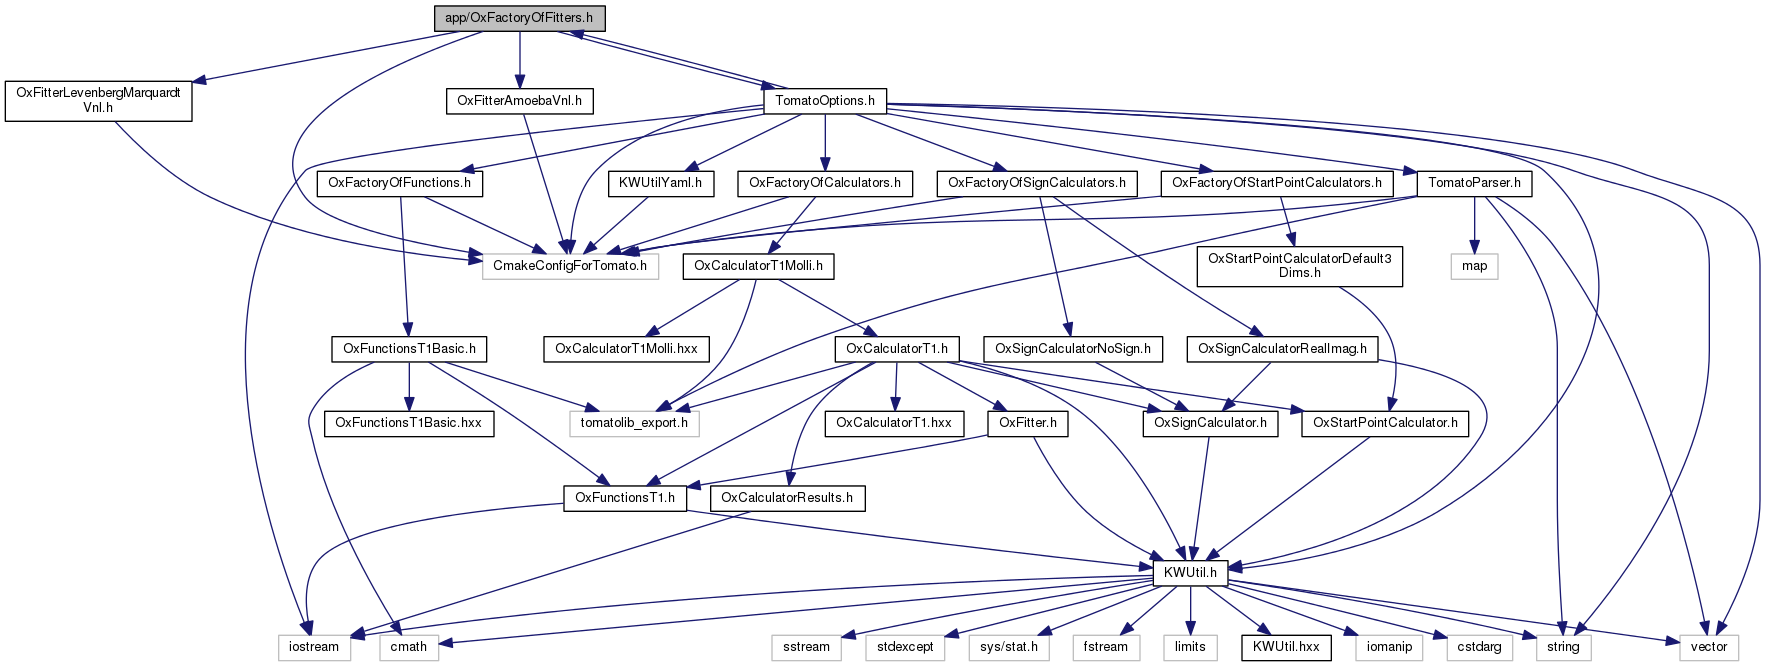 app/OxFactoryOfFitters.h
OxFitterLevenbergMarquardt
Vnl.h
OxFitterAmoebaVnl.h
TomatoOptions.h
OxFactoryOfFunctions.h
KWUtilYaml.h
OxFactoryOfCalculators.h
OxFactoryOfSignCalculators.h
OxFactoryOfStartPointCalculators.h
TomatoParser.h
CmakeConfigForTomato.h
OxCalculatorT1Molli.h
OxStartPointCalculatorDefault3
Dims.h
map
OxFunctionsT1Basic.h
OxCalculatorT1Molli.hxx
OxCalculatorT1.h
OxSignCalculatorNoSign.h
OxSignCalculatorRealImag.h
OxFunctionsT1Basic.hxx
tomatolib_export.h
OxCalculatorT1.hxx
OxFitter.h
OxSignCalculator.h
OxStartPointCalculator.h
OxFunctionsT1.h
OxCalculatorResults.h
KWUtil.h
iostream
cmath
sstream
stdexcept
sys/stat.h
fstream
limits
KWUtil.hxx
iomanip
cstdarg
string
vector